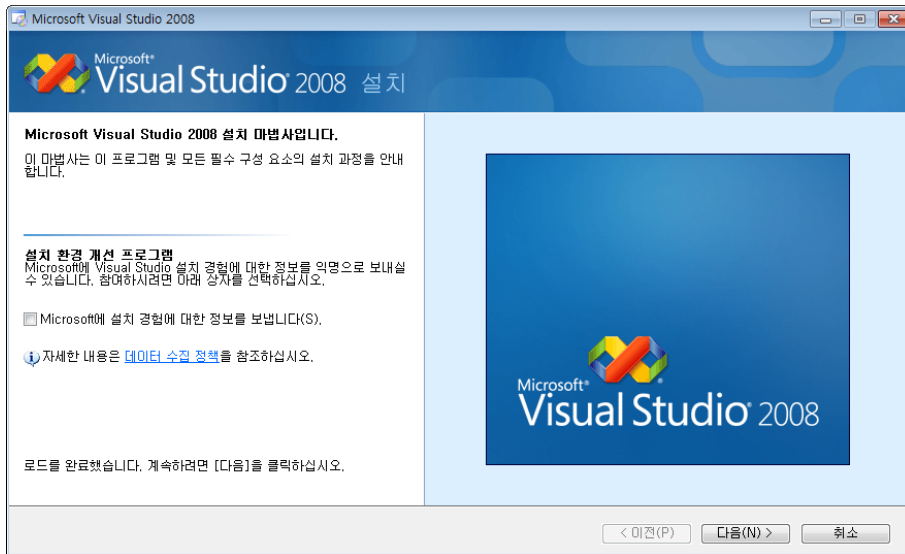 Microsoft Visual Studio 2008
Microsoft®
Visual Studio® 2008 설치
Microsoft Visual Studio 2008 설치 마법사입니다.
이 마법사는 이 프로그램 및 모든 필수 구성 요소의 설치 과정을 안내
합니다.
설치 환경 개선 프로그램
Microsoft에 Visual Studio 설치 경험에 대한 정보를 익명으로 보내실
수 있습니다. 참여하시려면 아래 상자를 선택하십시오.
Microsoft에 설치 경험에 대한 정보를 보냅니다(S).
자세한 내용은 데이터 수집 정책을 참조하십시오.
로드를 완료했습니다. 계속하려면 [다음]을 클릭하십시오.
Microsoft®
Visual Studio® 2008
< 이전(P)
다음(N) >
취소